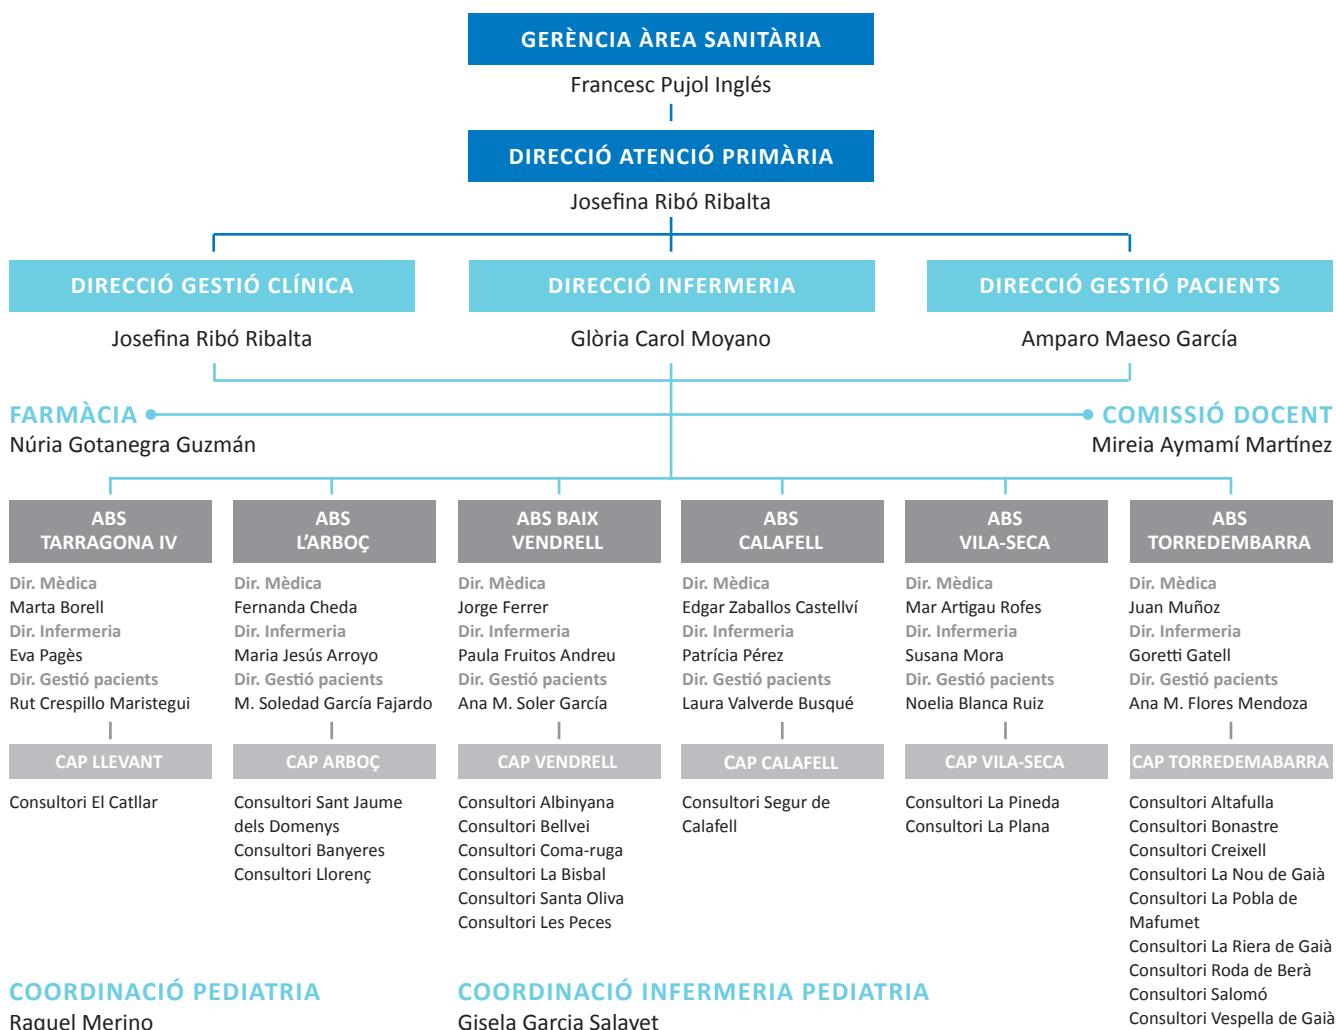 GERÈNCIA ÀREA SANITÀRIA
Francesc Pujol Inglés
DIRECCIÓ ATENCIÓ PRIMÀRIA
Josefina Ribó Ribalta
DIRECCIÓ GESTIÓ CLÍNICA
Josefina Ribó Ribalta
DIRECCIÓ INFERMERIA
Glòria Carol Moyano
DIRECCIÓ GESTIÓ PACIENTS
Amparo Maeso García
FARMÀCIA
Núria Gotanegra Guzmán
COMISSIÓ DOCENT
Mireia Aymamí Martínez
ABS
TARRAGONA IV
Dir. Mèdica
Marta Borell
Dir. Infermeria
Eva Pagès
Dir. Gestió pacients
Rut Crespillo Maristegui
CAP LLEVANT
Consultori El Catllar
ABS
L'ARBOÇ
Dir. Mèdica
Fernanda Cheda
Dir. Infermeria
Maria Jesús Arroyo
Dir. Gestió pacients
M. Soledad García Fajardo
CAP ARBOÇ
Consultori Sant Jaume
dels Domenys
Consultori Banyeres
Consultori Llorenç
ABS BAIX
VENDRELL
Dir. Mèdica
Jorge Ferrer
Dir. Infermeria
Paula Fruitos Andreu
Dir. Gestió pacients
Ana M. Soler García
CAP VENDRELL
Consultori Albinyana
Consultori Bellvei
Consultori Coma-ruga
Consultori La Bisbal
Consultori Santa Oliva
Consultori Les Peces
ABS
CALAFELL
Dir. Mèdica
Edgar Zaballos Castellví
Dir. Infermeria
Patrícia Pérez
Dir. Gestió pacients
Laura Valverde Busqué
CAP CALAFELL
Consultori Segur de
Calafell
ABS
VILA-SECA
Dir. Mèdica
Mar Artigau Rofes
Dir. Infermeria
Susana Mora
Dir. Gestió pacients
Noelia Blanca Ruiz
CAP VILA-SECA
Consultori La Pineda
Consultori La Plana
ABS
TORREDEMBARRA
Dir. Mèdica
Juan Muñoz
Dir. Infermeria
Goretti Gatell
Dir. Gestió pacients
Ana M. Flores Mendoza
CAP TORREDEMABARRA
Consultori Altafulla
Consultori Bonastre
Consultori Creixell
Consultori La Nou de Gaià
Consultori La Pobla de
Mafumet
Consultori La Riera de Gaià
Consultori Roda de Berà
Consultori Salomó
Consultori Vespella de Gaià
COORDINACIÓ PEDIATRIA
Raquel Merino
COORDINACIÓ INFERMERIA PEDIATRIA
Gisela Garcia Salayet